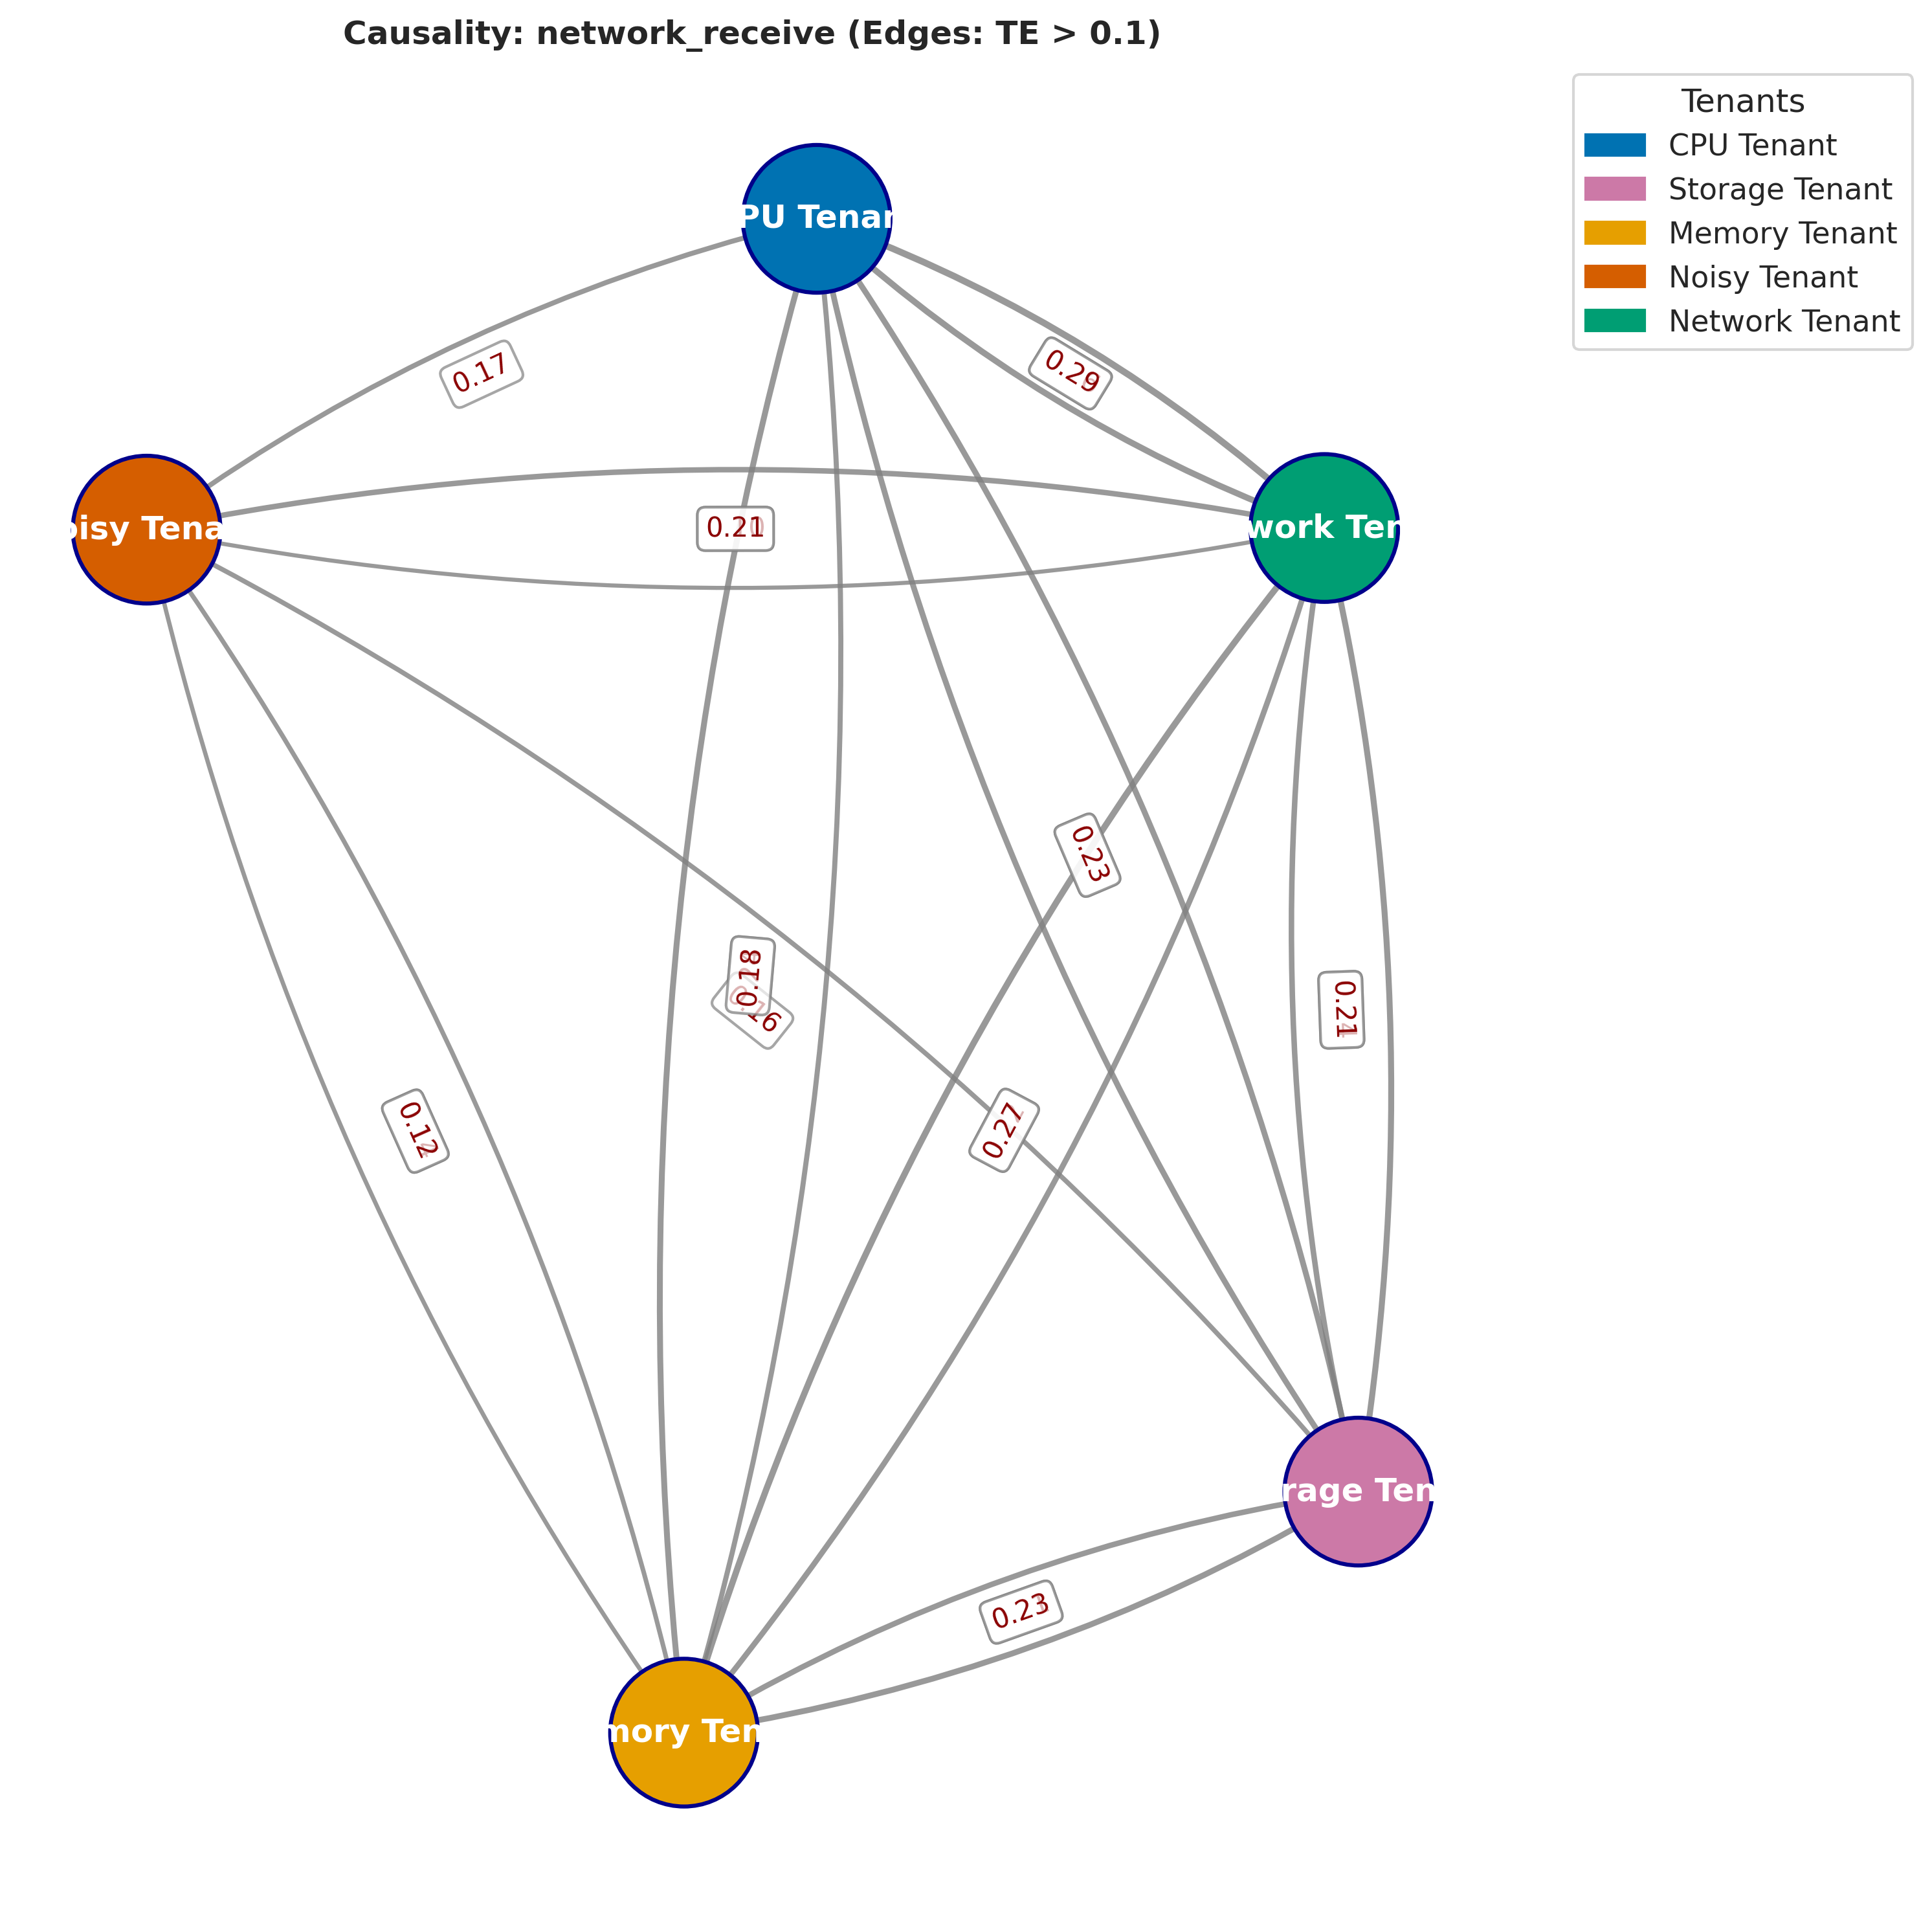 Causality: network_receive (Edges: TE > 0.1)
Tenants
CPU Tenant
Storage Tenant
Memory Tenant
Noisy Tenant
Network Tenant
PU Tenan
0.17
0.29
oisy Tena
0.21
work Ten
0.23
0.18
0.21
0.12
0.27
rage Ten
0.23
mory Ten